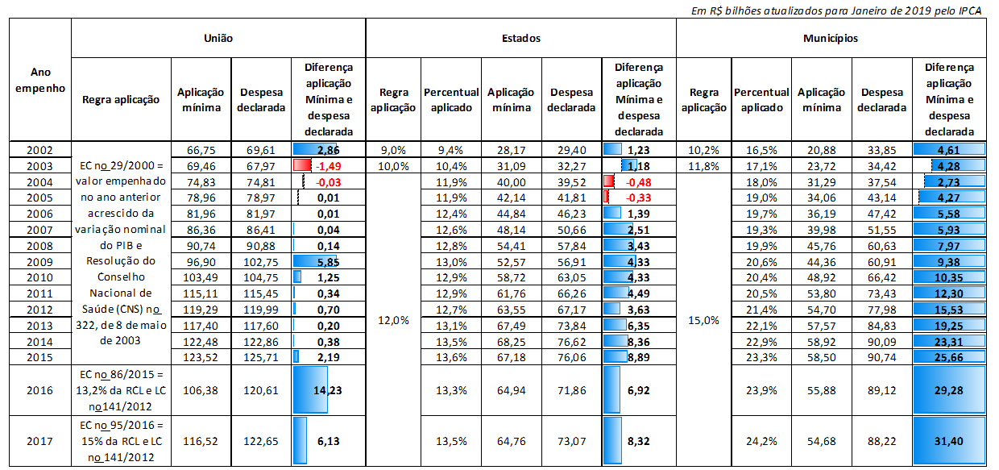 Em R$ bilhões atualizados para Janeiro de 2019 pelo IPCA
Ano empenho | União | Estados | Municípios
Regra aplicação | Aplicação mínima | Despesa declarada | Diferença aplicação Mínima e despesa declarada | Regra aplicação | Percentual aplicado | Aplicação mínima | Despesa declarada | Diferença aplicação Mínima e despesa declarada | Regra aplicação | Percentual aplicado | Aplicação mínima | Despesa declarada | Diferença aplicação Mínima e despesa declarada
2002 66,75 69,61 2,86 9,0% 9,4% 28,17 29,40 1,23 10,2% 16,5% 20,88 33,85 4,61
2003 EC no 29/2000 = 69,46 67,97 -1,49 10,0% 10,4% 31,09 32,27 1,18 11,8% 17,1% 23,72 34,42 4,28
2004 valor empenhado 74,83 74,81 -0,03 11,9% 40,00 39,52 -0,48 18,0% 31,29 37,54 2,73
2005 no ano anterior 78,96 78,97 0,01 11,9% 42,14 41,81 -0,33 19,0% 34,06 43,14 4,27
2006 acrescido da 81,96 81,97 0,01 12,4% 44,84 46,23 1,39 19,7% 36,19 47,42 5,58
2007 variação nominal 86,36 86,41 0,04 12,6% 48,14 50,66 2,51 19,3% 39,98 51,55 5,93
2008 do PIB e 90,74 90,88 0,14 12,8% 54,41 57,84 3,43 19,9% 45,76 60,63 7,97
2009 Resolução do 96,90 102,75 5,85 13,0% 52,57 56,91 4,33 20,6% 44,36 60,91 9,38
2010 Conselho 103,49 104,75 1,25 12,9% 58,72 63,05 4,33 20,4% 48,92 66,42 10,35
2011 Nacional de 115,11 115,45 0,34 12,9% 61,76 66,26 4,49 20,5% 53,80 73,43 12,30
2012 Saúde (CNS) no 119,29 119,99 0,70 12,7% 63,55 67,17 3,63 21,4% 54,70 77,98 15,53
2013 322, de 8 de maio 117,40 117,60 0,20 12,0% 13,1% 67,49 73,84 6,35 15,0% 22,1% 57,57 84,83 19,25
2014 de 2003 122,48 122,86 0,38 13,5% 68,25 76,62 8,36 22,9% 58,92 90,09 23,31
2015 123,52 125,71 2,19 13,6% 67,18 76,06 8,89 23,3% 58,50 90,74 25,66
EC no 86/2015 =
2016 13,2% da RCL e LC 106,38 120,61 14,23 13,3% 64,94 71,86 6,92 23,9% 55,88 89,12 29,28
no141/2012
EC no 95/2016 =
2017 15% da RCL e LC 116,52 122,65 6,13 13,5% 64,76 73,07 8,32 24,2% 54,68 88,22 31,40
no 141/2012